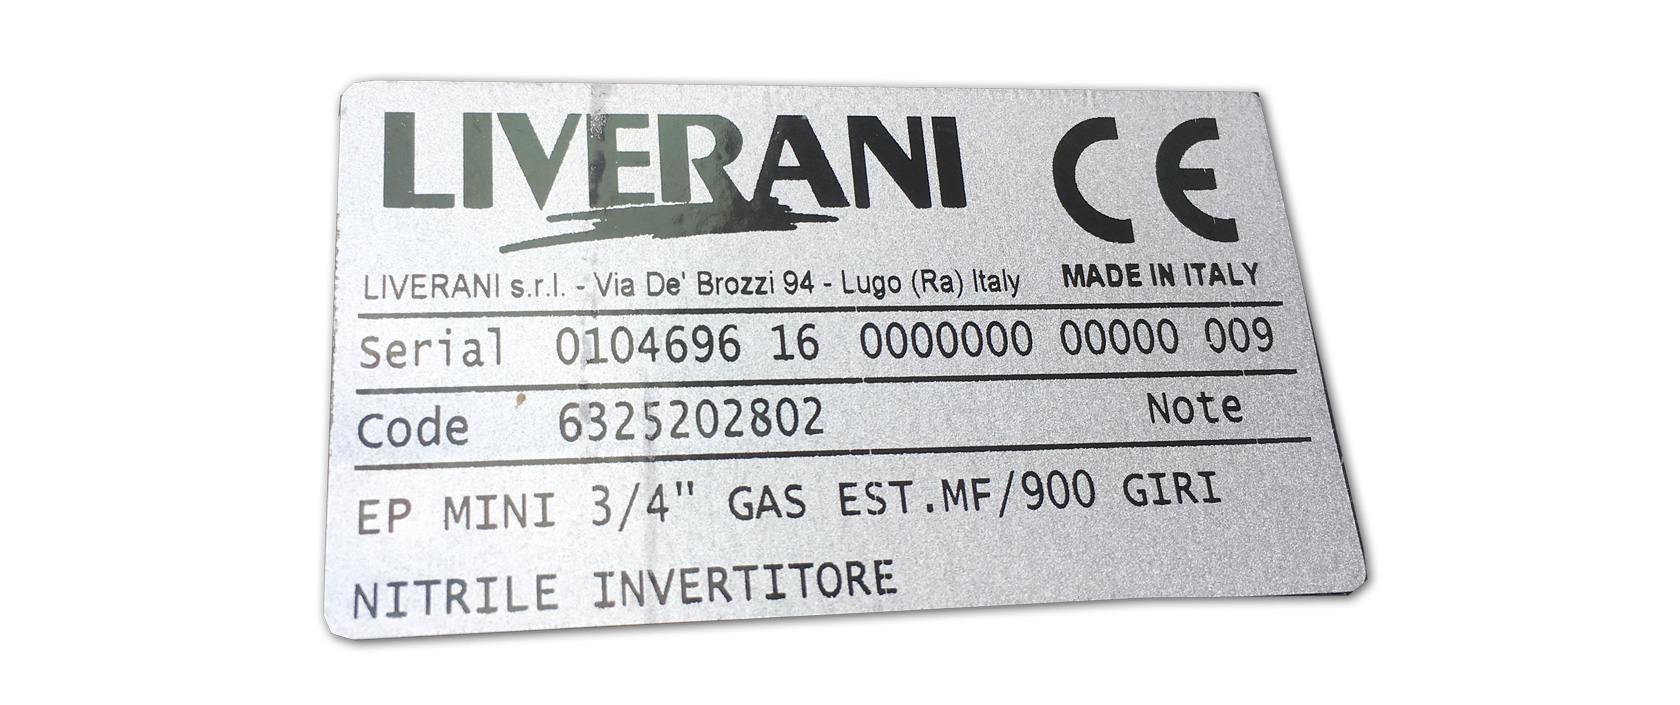 LIVERANI CE
LIVERANI s.r.l. - Via De' Brozzi 94 - Lugo (Ra) Italy MADE IN ITALY
Serial 0104696 16 0000000 00000 009
Code 6325202802 Note
EP MINI 3/4" GAS EST.MF/900 GIRI
NITRILE INVERTITORE